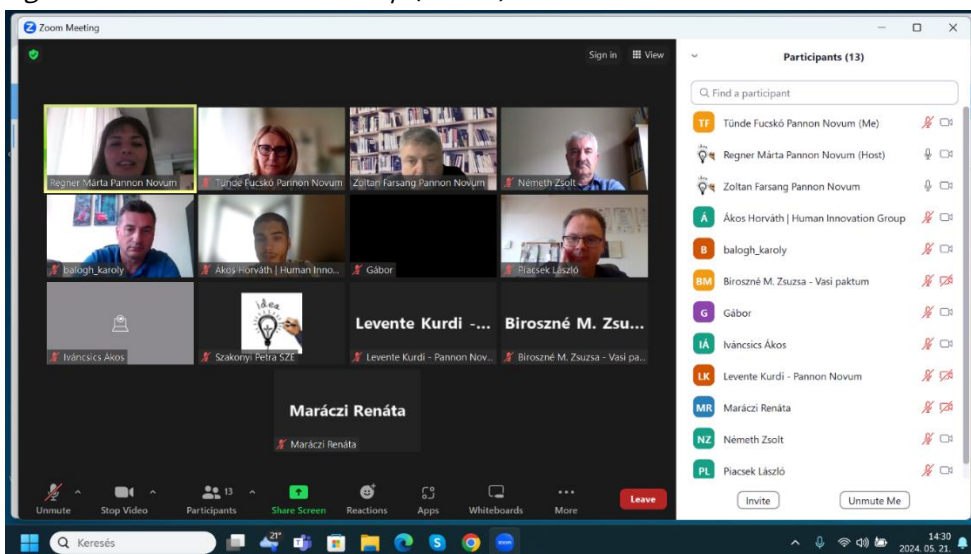 Zoom Meeting
Sign in
View
Participants (13)
Find a participant
Regner Márta Pannon Novum
Tünde Fucskó Pannon Novum
Zoltan Farsang Pannon Novum
Németh Zsolt
balogh_karoly
Ákos Horváth | Human Inno...
Gábor
Piacsek László
Iváncsics Ákos
idea
Szakonyi Petra SZE
Levente Kurdi -...
Levente Kurdi - Pannon Nov...
Biroszné M. Zsu...
Biroszné M. Zsuzsa - Vasi pa...
Maráczi Renáta
Maráczi Renáta
TF Tünde Fucskó Pannon Novum (Me)
Regner Márta Pannon Novum (Host)
Zoltan Farsang Pannon Novum
Á Ákos Horváth | Human Innovation Group
B balogh_karoly
BM Biroszné M. Zsuzsa - Vasi paktum
G Gábor
IÁ Iváncsics Ákos
LK Levente Kurdi - Pannon Novum
MR Maráczi Renáta
NZ Németh Zsolt
PL Piacsek László
Invite
Unmute Me
Unmute
Stop Video
13
Participants
Share Screen
Reactions
Apps
Whiteboards
More
Leave
Keresés
21°
zoom
14:30
2024. 05. 21.